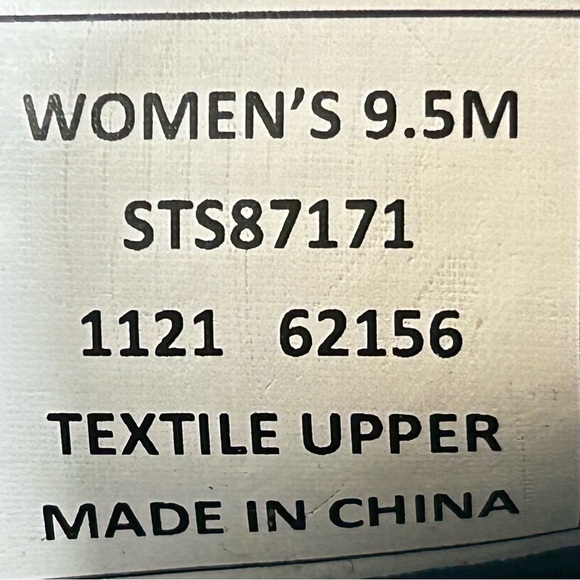 WOMEN'S 9.5M
STS87171
1121 62156
TEXTILE UPPER
MADE IN CHINA